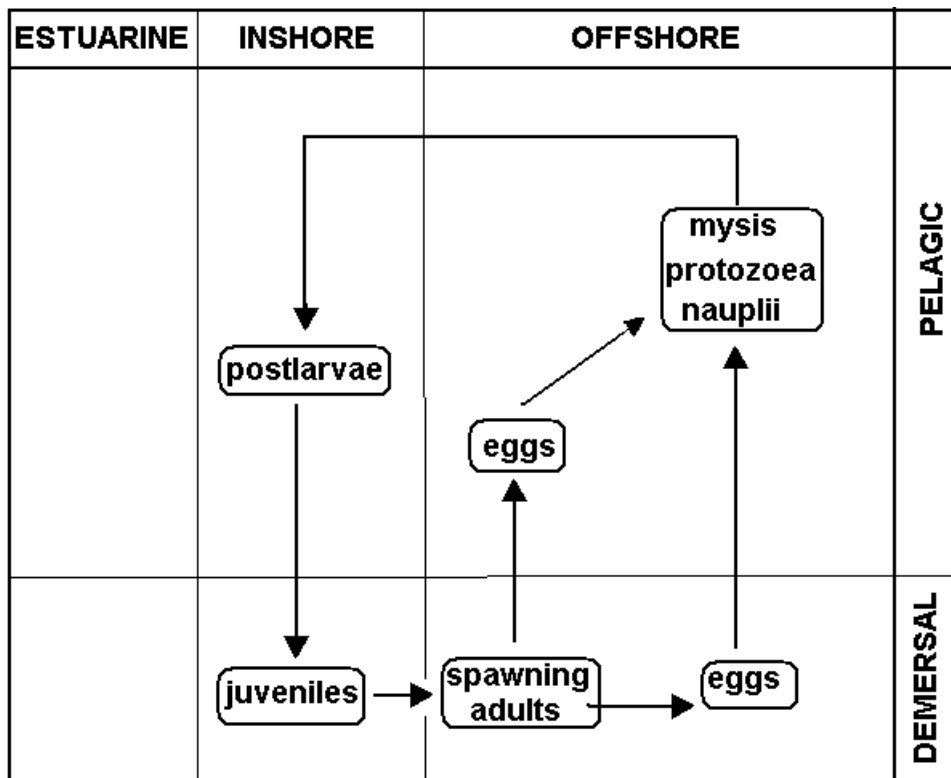 ESTUARINE
INSHORE
OFFSHORE
mysis
protozoea
nauplii
PELAGIC
postlarvae
eggs
juveniles
spawning
adults
eggs
DEMERSAL